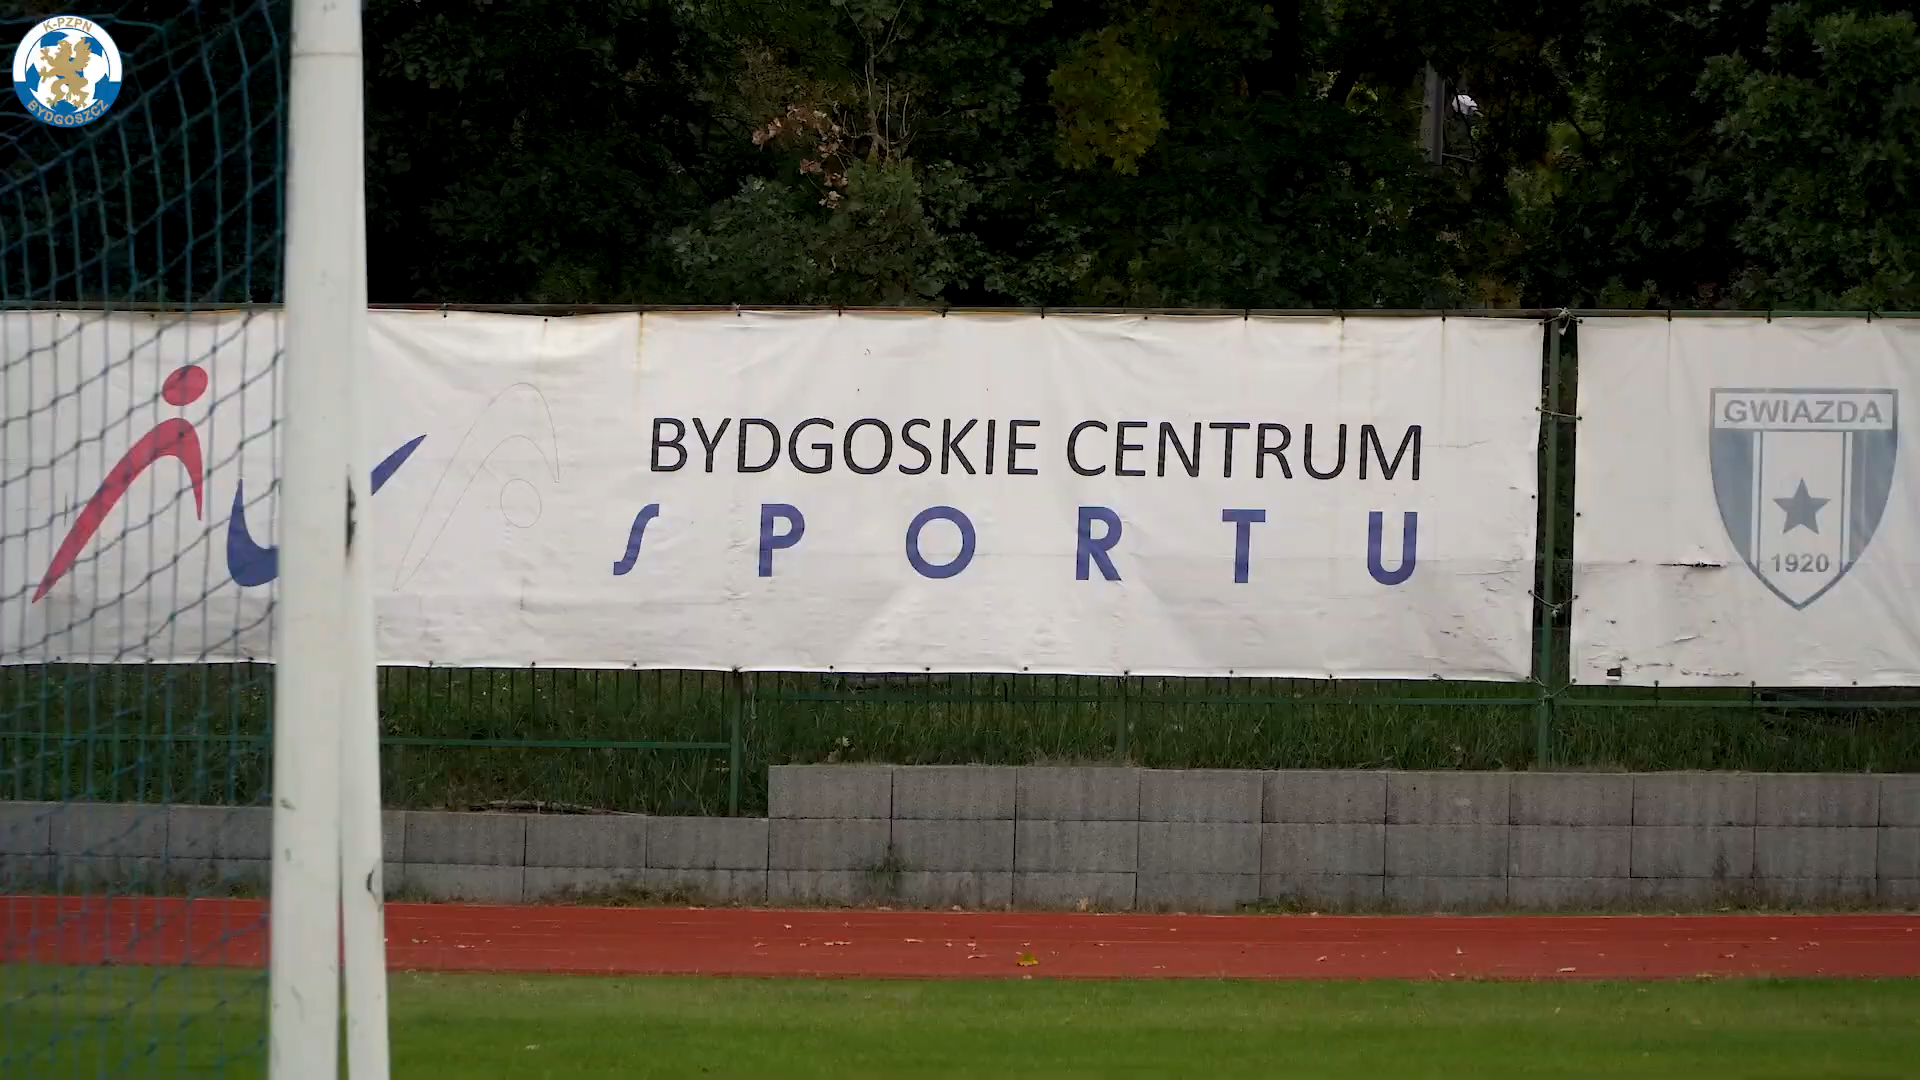 K-PZPN
BYDGOSZCZ
BYDGOSKIE CENTRUM
SPORTU
GWIAZDA
1920